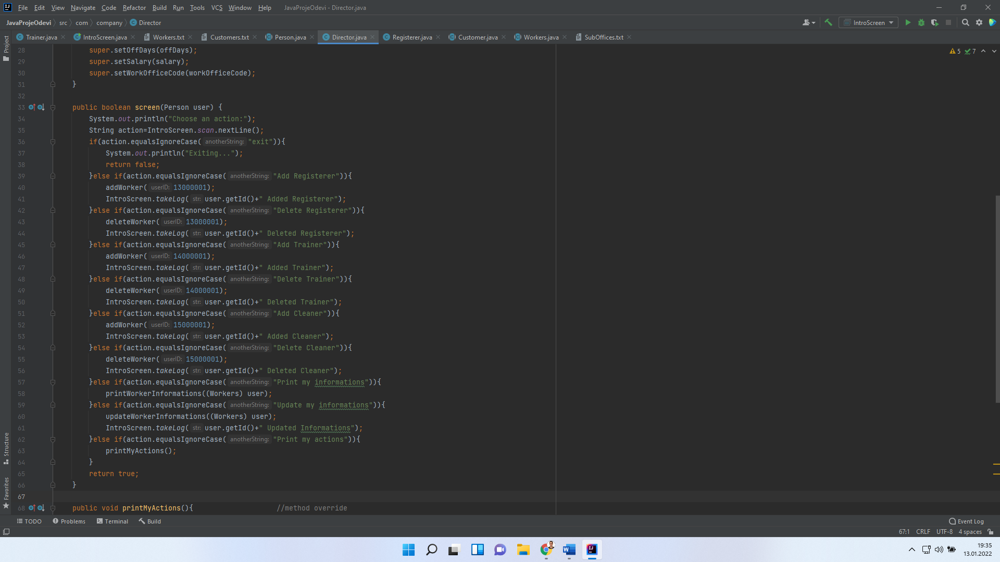 File Edit View Navigate Code Refactor Build Run Tools VCS Window Help JavaProjeOdevi - Director.java
JavaProjeOdevi src com company Director IntroScreen
Trainer.java IntroScreen.java Workers.txt Customers.txt Person.java Director.java Registerer.java Customer.java Workers.java SubOffices.txt
Project
5 7
28 super.setOffDays(offDays);
29 super.setSalary(salary);
30 super.setWorkOfficeCode(workOfficeCode);
31 }
32
33 public boolean screen(Person user) {
34 System.out.println("Choose an action:");
35 String action=IntroScreen.scan.nextLine();
36 if(action.equalsIgnoreCase( anotherString: "exit")){
37 System.out.println("Exiting...");
38 return false;
39 }else if(action.equalsIgnoreCase( anotherString: "Add Registerer")){
40 addWorker( userID: 13000001);
41 IntroScreen.takeLog( str: user.getId()+" Added Registerer");
42 }else if(action.equalsIgnoreCase( anotherString: "Delete Registerer")){
43 deleteWorker( userID: 13000001);
44 IntroScreen.takeLog( str: user.getId()+" Deleted Registerer");
45 }else if(action.equalsIgnoreCase( anotherString: "Add Trainer")){
46 addWorker( userID: 14000001);
47 IntroScreen.takeLog( str: user.getId()+" Added Trainer");
48 }else if(action.equalsIgnoreCase( anotherString: "Delete Trainer")){
49 deleteWorker( userID: 14000001);
50 IntroScreen.takeLog( str: user.getId()+" Deleted Trainer");
51 }else if(action.equalsIgnoreCase( anotherString: "Add Cleaner")){
52 addWorker( userID: 15000001);
53 IntroScreen.takeLog( str: user.getId()+" Added Cleaner");
54 }else if(action.equalsIgnoreCase( anotherString: "Delete Cleaner")){
55 deleteWorker( userID: 15000001);
56 IntroScreen.takeLog( str: user.getId()+" Deleted Cleaner");
57 }else if(action.equalsIgnoreCase( anotherString: "Print my informations")){
58 printWorkerInformations((Workers) user);
59 }else if(action.equalsIgnoreCase( anotherString: "Update my informations")){
60 updateWorkerInformations((Workers) user);
61 IntroScreen.takeLog( str: user.getId()+" Updated Informations");
62 }else if(action.equalsIgnoreCase( anotherString: "Print my actions")){
63 printMyActions();
64 }
65 return true;
66 }
67
68 public void printMyActions(){ //method override
Structure
Favorites
TODO Problems Terminal Build Event Log
67:1 CRLF UTF-8 4 spaces
19:35
13.01.2022